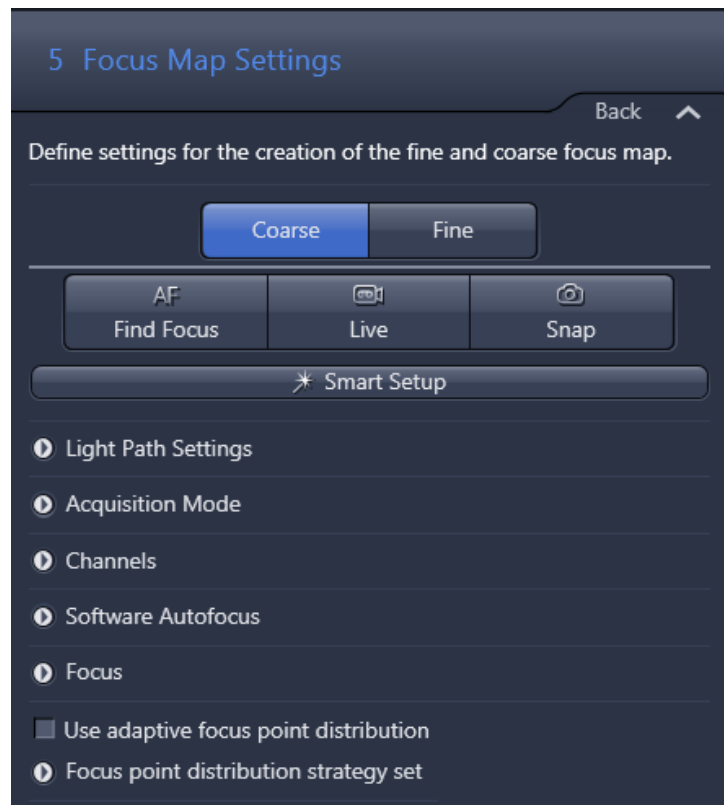 5 Focus Map Settings
Back
Define settings for the creation of the fine and coarse focus map.
Coarse Fine
AF
Find Focus Live Snap
Smart Setup
Light Path Settings
Acquisition Mode
Channels
Software Autofocus
Focus
Use adaptive focus point distribution
Focus point distribution strategy set